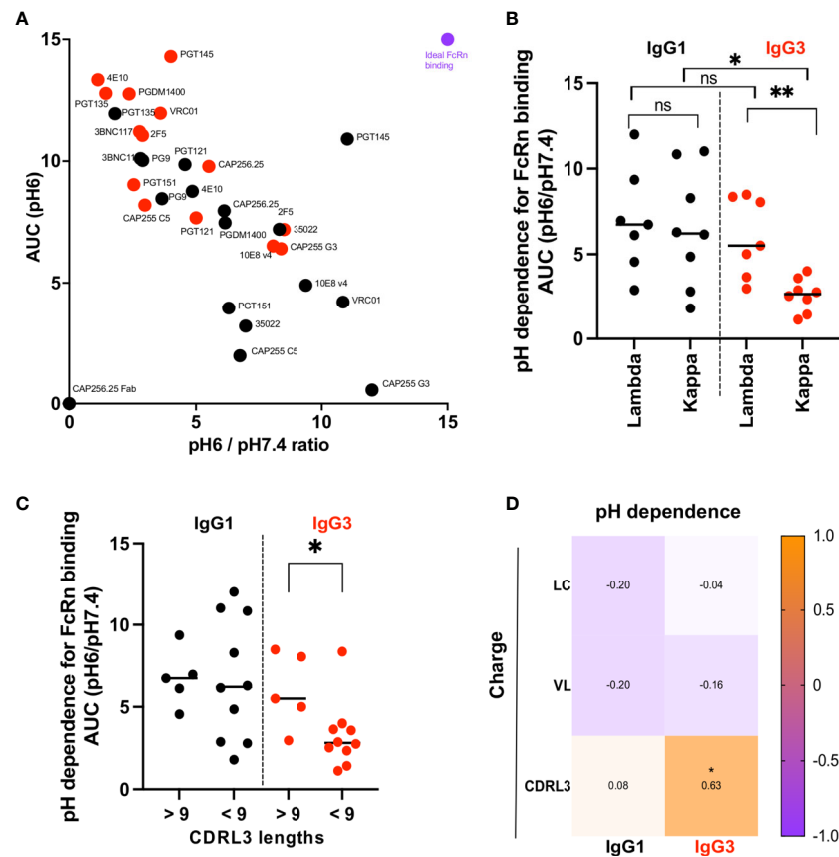 A
15
10
5
0
AUC (pH6)
0
5
10
15
pH6 / pH7.4 ratio
Ideal FcRn
binding
PGT145
4E10
PGT135
PGDM1400
PGT135
VRC01
3BNC117
2F5
PGT145
3BNC11
PG9
PGT121
CAP256.25
PGT151
PG9
4E10
CAP255 C5
CAP256.25
2F5
PGT121
PGDM1400
35022
10E8 v4
CAP255 G3
10E8 v4
PGT151
VRC01
35022
CAP255 C5
CAP256.25 Fab
CAP255 G3
B
IgG1
IgG3
*
ns
ns
**
15
10
5
0
pH dependence for FcRn binding
AUC (pH6/pH7.4)
Lambda
Kappa
Lambda
Kappa
C
IgG1
IgG3
*
15
10
5
0
pH dependence for FcRn binding
AUC (pH6/pH7.4)
> 9
< 9
> 9
< 9
CDRL3 lengths
D
pH dependence
Charge
LC
-0.20
-0.04
VL
-0.20
-0.16
CDRL3
0.08
*
0.63
IgG1
IgG3
1.0
0.5
0
-0.5
-1.0